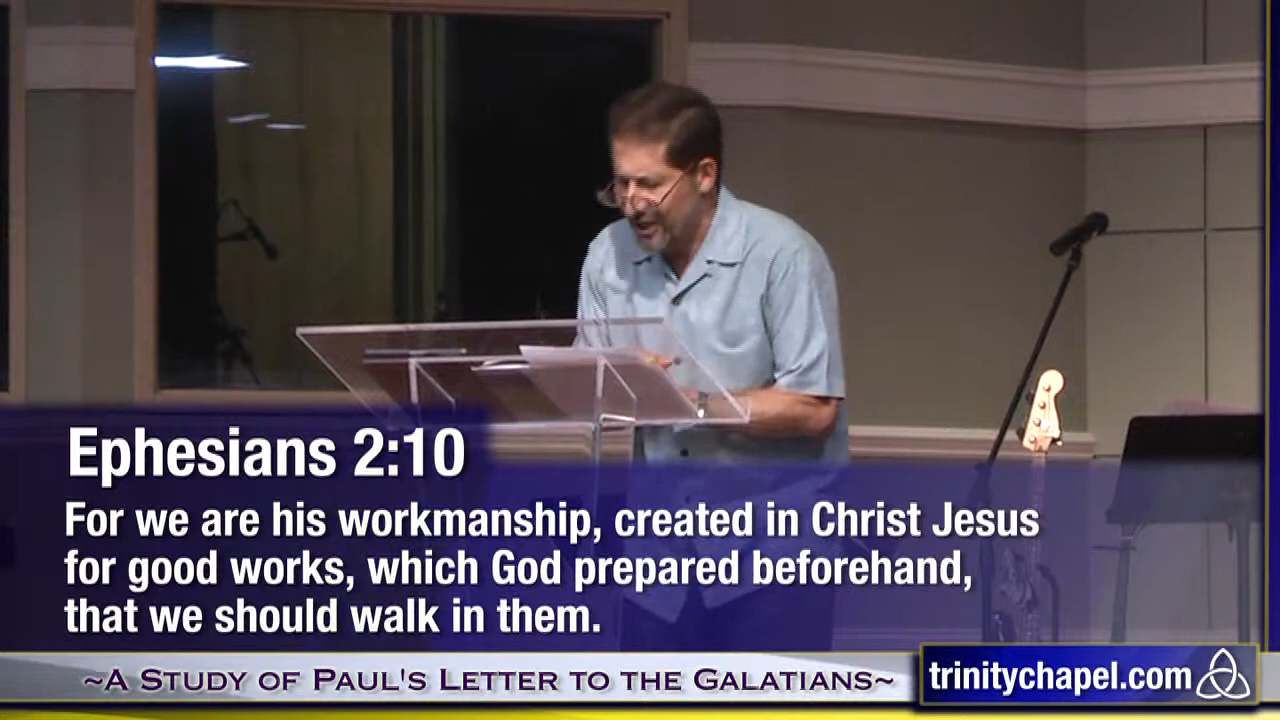 Ephesians 2:10
For we are his workmanship, created in Christ Jesus
for good works, which God prepared beforehand,
that we should walk in them.
~A Study of Paul's Letter to the Galatians~
trinitychapel.com